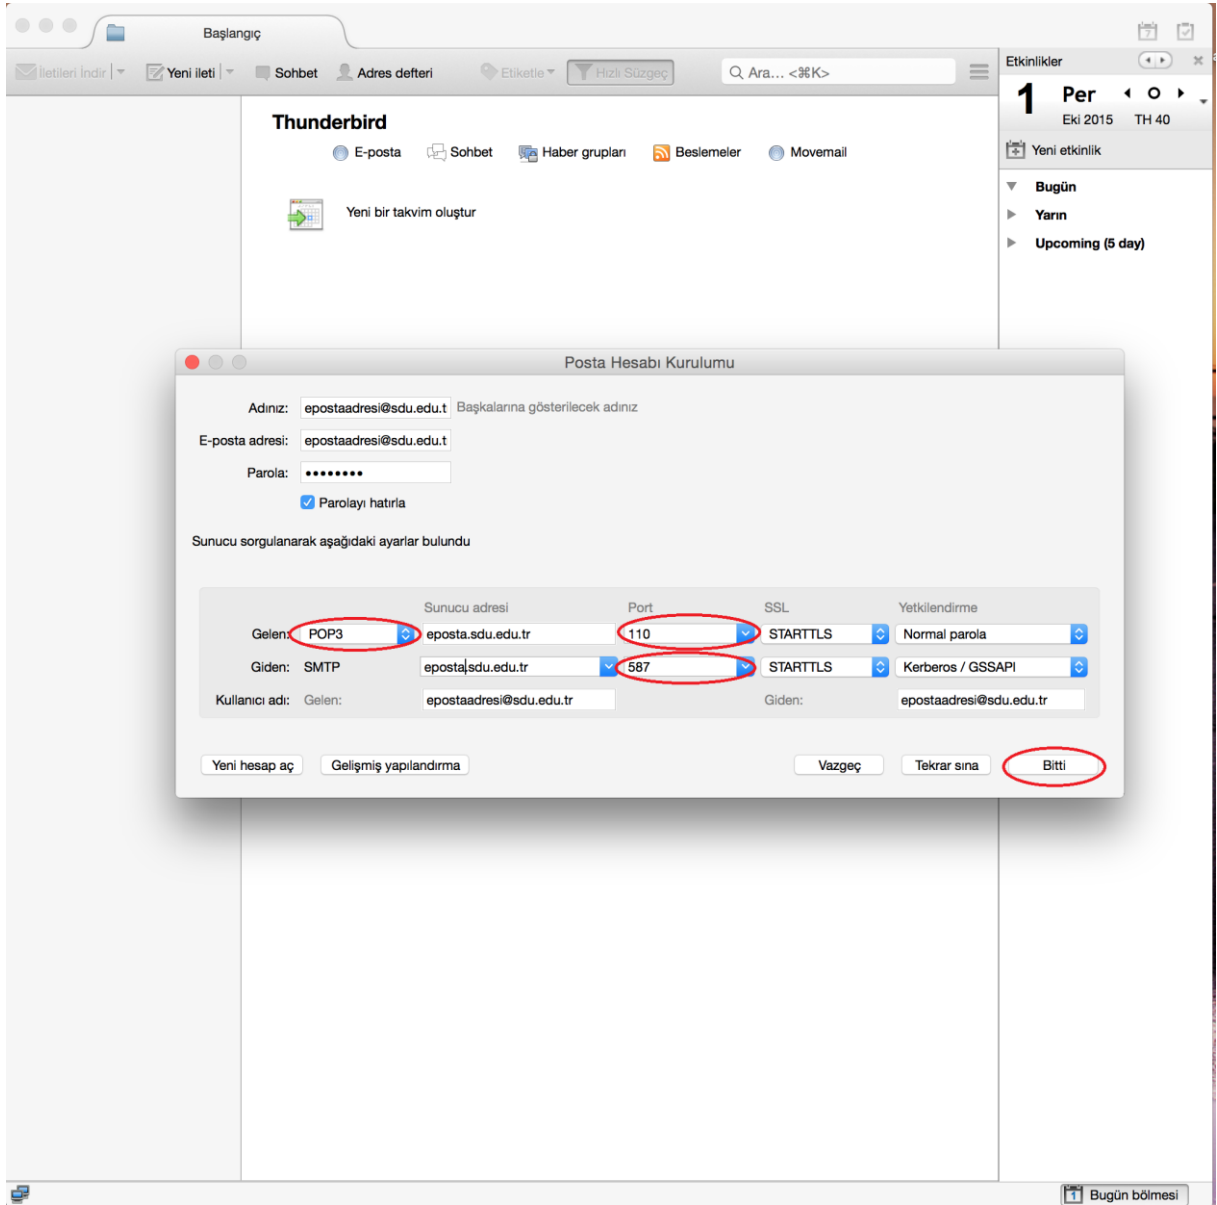 Başlangıç
7
İletileri İndir
Yeni ileti
Sohbet
Adres defteri
Etiketle
Hızlı Süzgeç
Ara... <⌘K>
Etkinlikler
1 Per
Eki 2015 TH 40
Yeni etkinlik
Bugün
Yarın
Upcoming (5 day)
Thunderbird
E-posta Sohbet Haber grupları Beslemeler Movemail
Yeni bir takvim oluştur
Posta Hesabı Kurulumu
Adınız: epostaadresi@sdu.edu.t Başkalarına gösterilecek adınız
E-posta adresi: epostaadresi@sdu.edu.t
Parola: ••••••••
Parolayı hatırla
Sunucu sorgulanarak aşağıdaki ayarlar bulundu
Sunucu adresi Port SSL Yetkilendirme
Gelen: POP3 eposta.sdu.edu.tr 110 STARTTLS Normal parola
Giden: SMTP eposta.sdu.edu.tr 587 STARTTLS Kerberos / GSSAPI
Kullanıcı adı: Gelen: epostaadresi@sdu.edu.tr Giden: epostaadresi@sdu.edu.tr
Yeni hesap aç Gelişmiş yapılandırma Vazgeç Tekrar sına Bitti
1 Bugün bölmesi